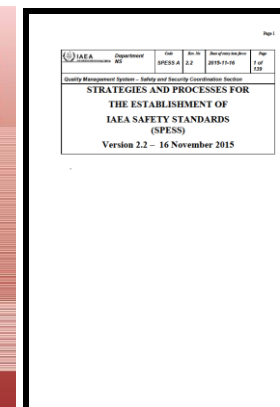 Page 1
IAEA
Department
NS
Code
SPESS A
Rev. No
2.2
Date of entry into force
2015-11-16
Page
1 of
139
Quality Management System – Safety and Security Coordination Section
STRATEGIES AND PROCESSES FOR
THE ESTABLISHMENT OF
IAEA SAFETY STANDARDS
(SPESS)
Version 2.2 – 16 November 2015